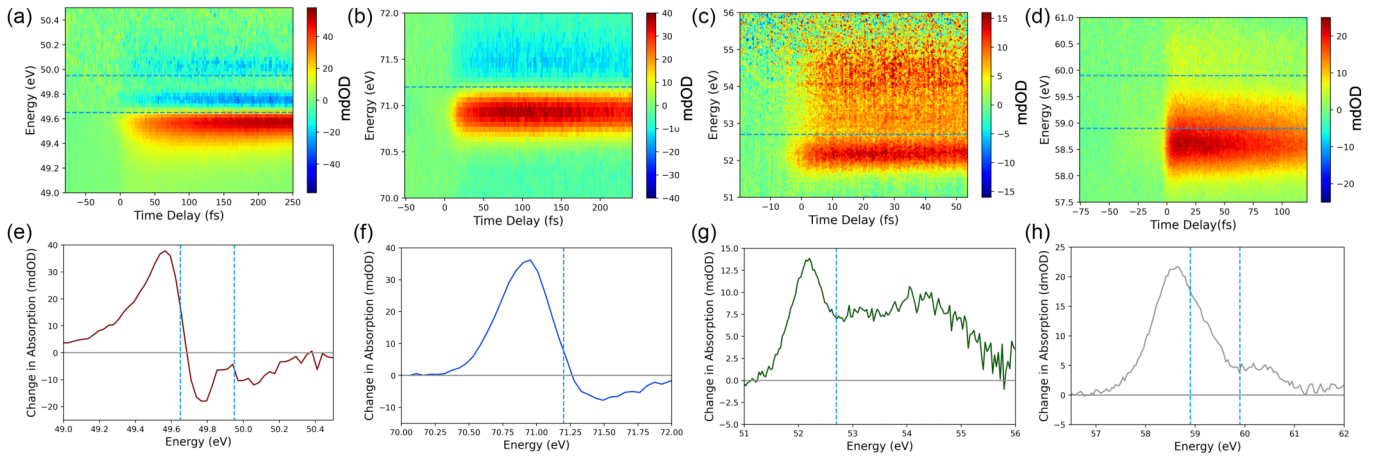 (a)
50.4
50.2
50.0
49.8
49.6
49.4
49.2
49.0
Energy (eV)
-50 0 50 100 150 200 250
Time Delay (fs)
40
20
0
-20
-40
mdOD
(b)
72.0
71.5
71.0
70.5
70.0
Energy (eV)
-50 0 50 100 150 200
Time Delay (fs)
40
30
20
10
0
-10
-20
-30
-40
mdOD
(c)
56
55
54
53
52
51
Energy (eV)
-10 0 10 20 30 40 50
Time Delay (fs)
15
10
5
0
-5
-10
-15
mdOD
(d)
61.0
60.5
60.0
59.5
59.0
58.5
58.0
57.5
Energy (eV)
-75 -50 -25 0 25 50 75 100
Time Delay(fs)
20
10
0
-10
-20
mdOD
(e)
40
30
20
10
0
-10
-20
Change in Absorption (mdOD)
49.0 49.2 49.4 49.6 49.8 50.0 50.2 50.4
Energy (eV)
(f)
40
30
20
10
0
-10
Change in Absorption (mdOD)
70.00 70.25 70.50 70.75 71.00 71.25 71.50 71.75 72.00
Energy (eV)
(g)
15.0
12.5
10.0
7.5
5.0
2.5
0.0
-2.5
-5.0
Change in Absorption (mdOD)
51 52 53 54 55 56
Energy (eV)
(h)
25
20
15
10
5
0
-5
Change in Absorption (dmOD)
57 58 59 60 61 62
Energy (eV)